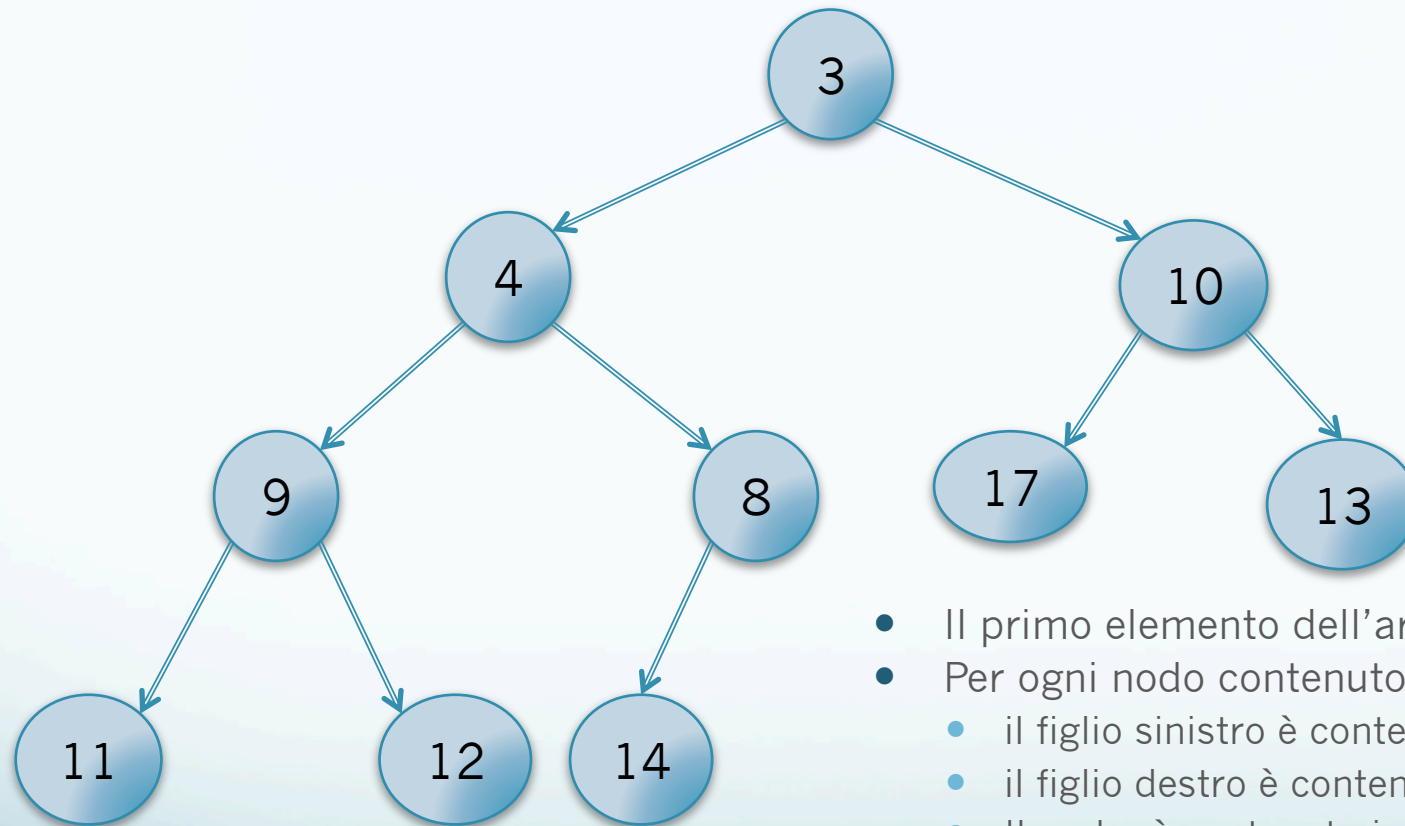 3
4
10
9
8
17
13
11
12
14
Il primo elemento dell’ar
Per ogni nodo contenuto
il figlio sinistro è conte
il figlio destro è conten